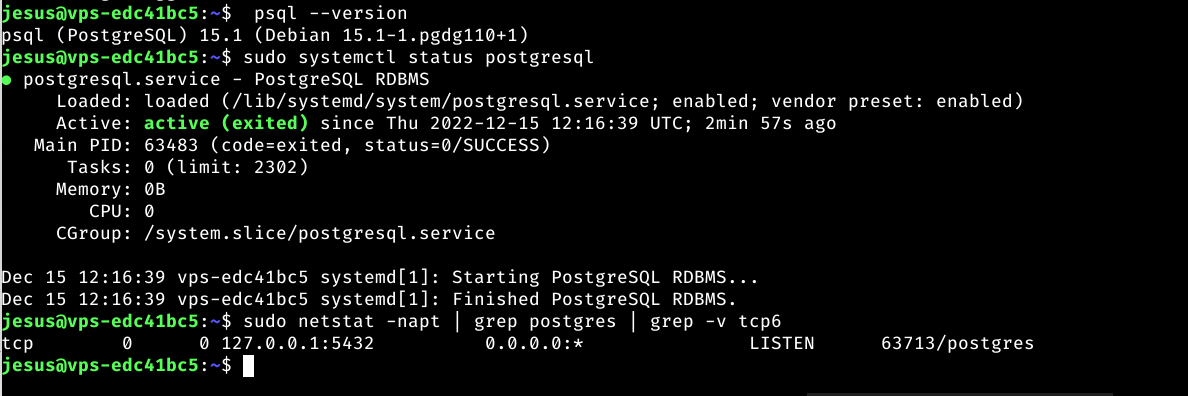 jesus@vps-edc41bc5:~$  psql --version
psql (PostgreSQL) 15.1 (Debian 15.1-1.pgdg110+1)
jesus@vps-edc41bc5:~$ sudo systemctl status postgresql
● postgresql.service - PostgreSQL RDBMS
     Loaded: loaded (/lib/systemd/system/postgresql.service; enabled; vendor preset: enabled)
     Active: active (exited) since Thu 2022-12-15 12:16:39 UTC; 2min 57s ago
   Main PID: 63483 (code=exited, status=0/SUCCESS)
      Tasks: 0 (limit: 2302)
     Memory: 0B
        CPU: 0
     CGroup: /system.slice/postgresql.service

Dec 15 12:16:39 vps-edc41bc5 systemd[1]: Starting PostgreSQL RDBMS...
Dec 15 12:16:39 vps-edc41bc5 systemd[1]: Finished PostgreSQL RDBMS.
jesus@vps-edc41bc5:~$ sudo netstat -napt | grep postgres | grep -v tcp6
tcp        0      0 127.0.0.1:5432          0.0.0.0:*               LISTEN      63713/postgres
jesus@vps-edc41bc5:~$